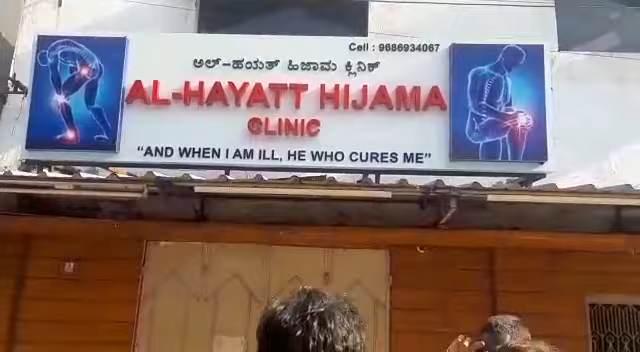 Cell : 9686934067
ಅಲ್-ಹಯತ್ ಹಿಜಾಮ ಕ್ಲಿನಿಕ್
AL-HAYATT HIJAMA
CLINIC
“AND WHEN I AM ILL, HE WHO CURES ME”